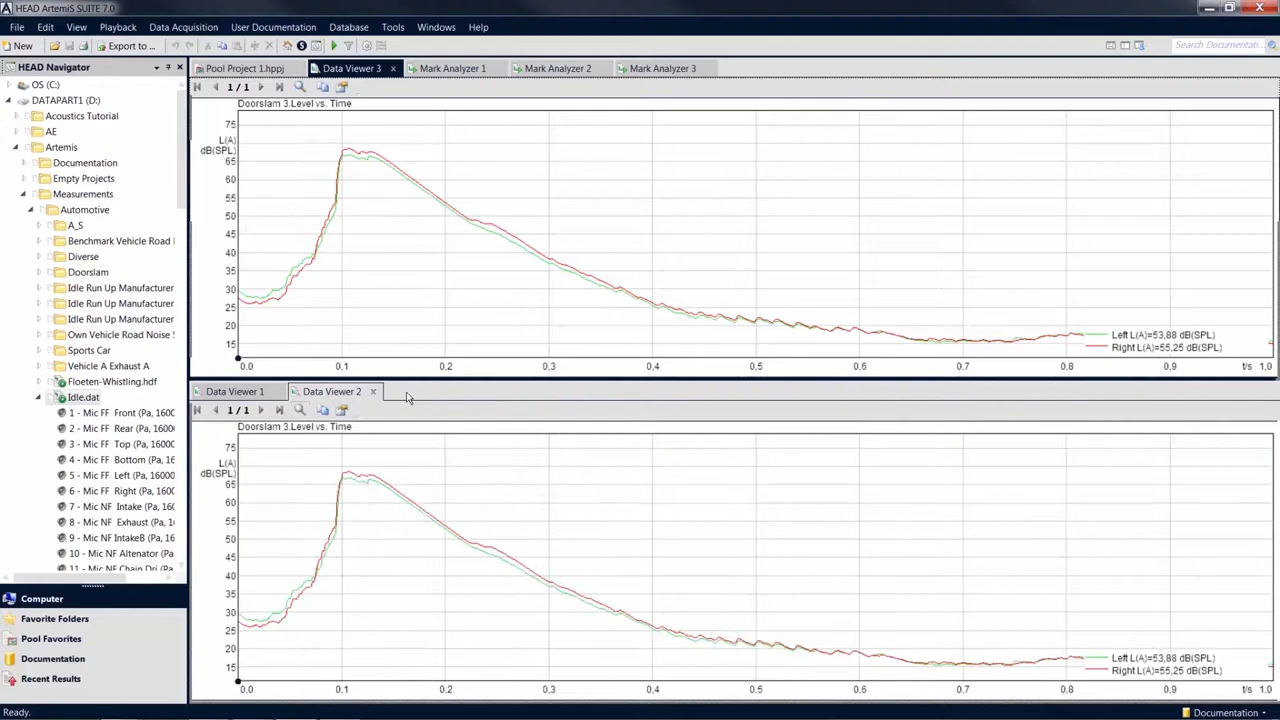 HEAD ArtemiS SUITE 7.0
File Edit View Playback Data Acquisition User Documentation Database Tools Windows Help
New Export to ... Search Documentati...
HEAD Navigator
OS (C:)
DATAPART1 (D:)
Acoustics Tutorial
AE
Artemis
Documentation
Empty Projects
Measurements
Automotive
A_S
Benchmark Vehicle Road
Diverse
Doorslam
Idle Run Up Manufacturer
Idle Run Up Manufacturer
Idle Run Up Manufacturer
Own Vehicle Road Noise
Sports Car
Vehicle A Exhaust A
Floeten-Whistling.hdf
Idle.dat
1 - Mic FF Front (Pa, 1600
2 - Mic FF Rear (Pa, 16000
3 - Mic FF Top (Pa, 16000
4 - Mic FF Bottom (Pa, 16
5 - Mic FF Left (Pa, 16000
6 - Mic FF Right (Pa, 1600
7 - Mic NF Intake (Pa, 160
8 - Mic NF Exhaust (Pa, 1
9 - Mic NF IntakeB (Pa, 16
10 - Mic NF Altenator (Pa,
11 - Mic NF Chain Dri (Pa,
Computer
Favorite Folders
Pool Favorites
Documentation
Recent Results
Pool Project 1.hppj Data Viewer 3 Mark Analyzer 1 Mark Analyzer 2 Mark Analyzer 3
1 / 1
Doorslam 3.Level vs. Time
75
L(A)
dB(SPL)
65
60
55
50
45
40
35
30
25
20
15
Left L(A)=53,88 dB(SPL)
Right L(A)=55,25 dB(SPL)
0,0 0,1 0,2 0,3 0,4 0,5 0,6 0,7 0,8 0,9 t/s 1,0
Data Viewer 1 Data Viewer 2
1 / 1
Doorslam 3.Level vs. Time
75
L(A)
dB(SPL)
65
60
55
50
45
40
35
30
25
20
15
Left L(A)=53,88 dB(SPL)
Right L(A)=55,25 dB(SPL)
0,0 0,1 0,2 0,3 0,4 0,5 0,6 0,7 0,8 0,9 t/s 1,0
Documentation